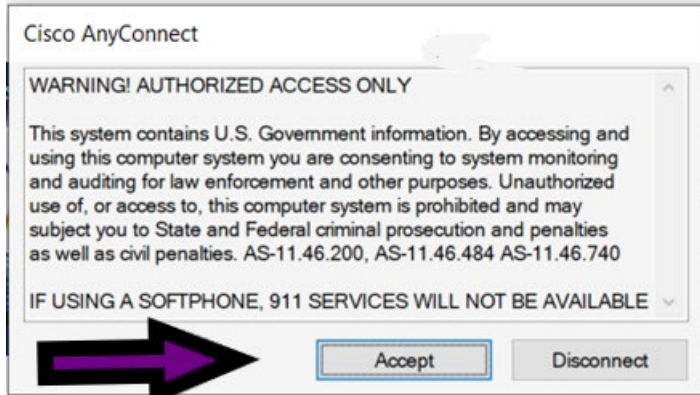 Cisco AnyConnect
WARNING! AUTHORIZED ACCESS ONLY
This system contains U.S. Government information. By accessing and
using this computer system you are consenting to system monitoring
and auditing for law enforcement and other purposes. Unauthorized
use of, or access to, this computer system is prohibited and may
subject you to State and Federal criminal prosecution and penalties
as well as civil penalties. AS-11.46.200, AS-11.46.484 AS-11.46.740
IF USING A SOFTPHONE, 911 SERVICES WILL NOT BE AVAILABLE
Accept Disconnect